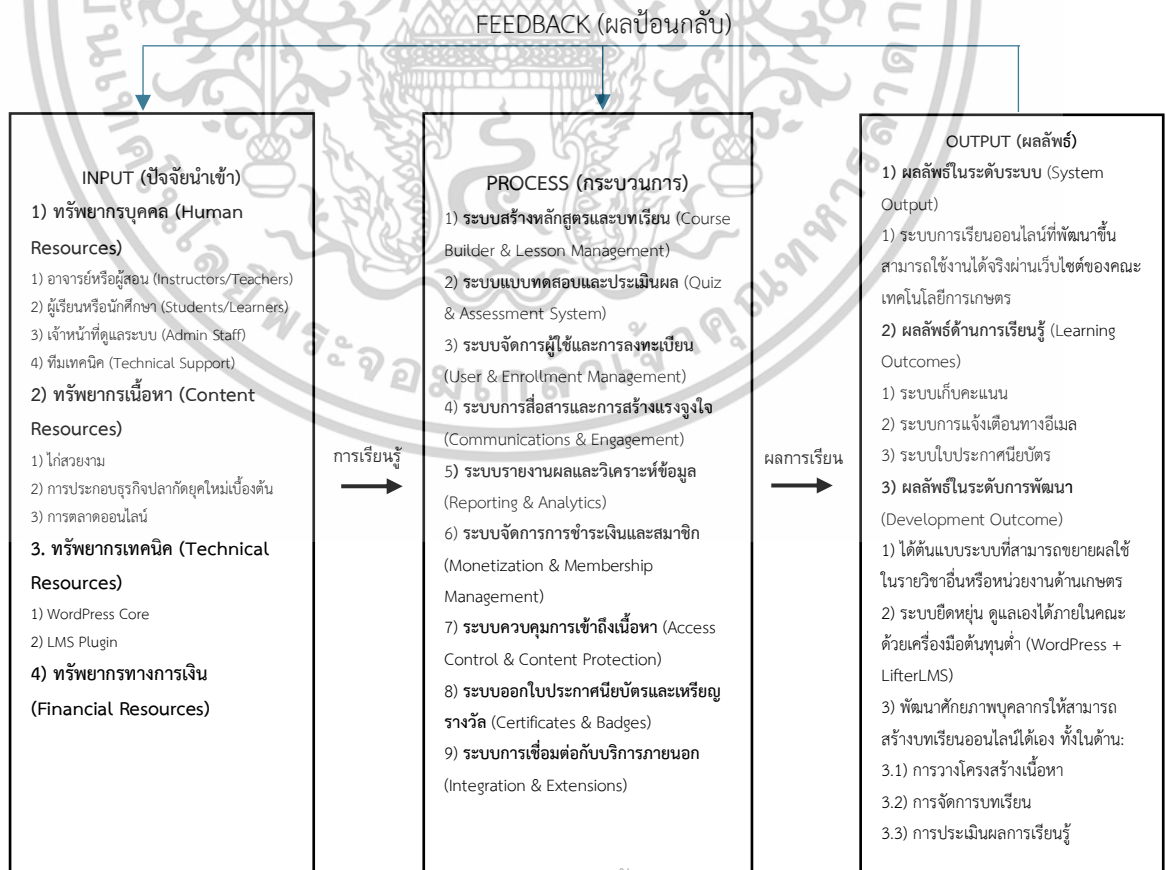 FEEDBACK (ผลป้อนกลับ)
INPUT (ปัจจัยนำเข้า)
1) ทรัพยากรบุคคล (Human
Resources)
1) อาจารย์หรือผู้สอน (Instructors/Teachers)
2) ผู้เรียนหรือนักศึกษา (Students/Learners)
3) เจ้าหน้าที่ดูแลระบบ (Admin Staff)
4) ทีมเทคนิค (Technical Support)
2) ทรัพยากรเนื้อหา (Content
Resources)
1) ไก่สวยงาม
2) การประกอบธุรกิจปลากัดยุคใหม่เบื้องต้น
3) การตลาดออนไลน์
3. ทรัพยากรเทคนิค (Technical
Resources)
1) WordPress Core
2) LMS Plugin
4) ทรัพยากรทางการเงิน
(Financial Resources)
การเรียนรู้
PROCESS (กระบวนการ)
1) ระบบสร้างหลักสูตรและบทเรียน (Course
Builder & Lesson Management)
2) ระบบแบบทดสอบและประเมินผล (Quiz
& Assessment System)
3) ระบบจัดการผู้ใช้และการลงทะเบียน
(User & Enrollment Management)
4) ระบบการสื่อสารและการสร้างแรงจูงใจ
(Communications & Engagement)
5) ระบบรายงานผลและวิเคราะห์ข้อมูล
(Reporting & Analytics)
6) ระบบจัดการการชำระเงินและสมาชิก
(Monetization & Membership
Management)
7) ระบบควบคุมการเข้าถึงเนื้อหา (Access
Control & Content Protection)
8) ระบบออกใบประกาศนียบัตรและเหรียญ
รางวัล (Certificates & Badges)
9) ระบบการเชื่อมต่อกับบริการภายนอก
(Integration & Extensions)
ผลการเรียน
OUTPUT (ผลลัพธ์)
1) ผลลัพธ์ในระดับระบบ (System
Output)
1) ระบบการเรียนออนไลน์ที่พัฒนาขึ้น
สามารถใช้งานได้จริงผ่านเว็บไซต์ของคณะ
เทคโนโลยีการเกษตร
2) ผลลัพธ์ด้านการเรียนรู้ (Learning
Outcomes)
1) ระบบเก็บคะแนน
2) ระบบการแจ้งเตือนทางอีเมล
3) ระบบใบประกาศนียบัตร
3) ผลลัพธ์ในระดับการพัฒนา
(Development Outcome)
1) ได้ต้นแบบระบบที่สามารถขยายผลใช้
ในรายวิชาอื่นหรือหน่วยงานด้านเกษตร
2) ระบบยืดหยุ่น ดูแลเองได้ภายในคณะ
ด้วยเครื่องมือต้นทุนต่ำ (WordPress +
LifterLMS)
3) พัฒนาศักยภาพบุคลากรให้สามารถ
สร้างบทเรียนออนไลน์ได้เอง ทั้งในด้าน:
3.1) การวางโครงสร้างเนื้อหา
3.2) การจัดการบทเรียน
3.3) การประเมินผลการเรียนรู้